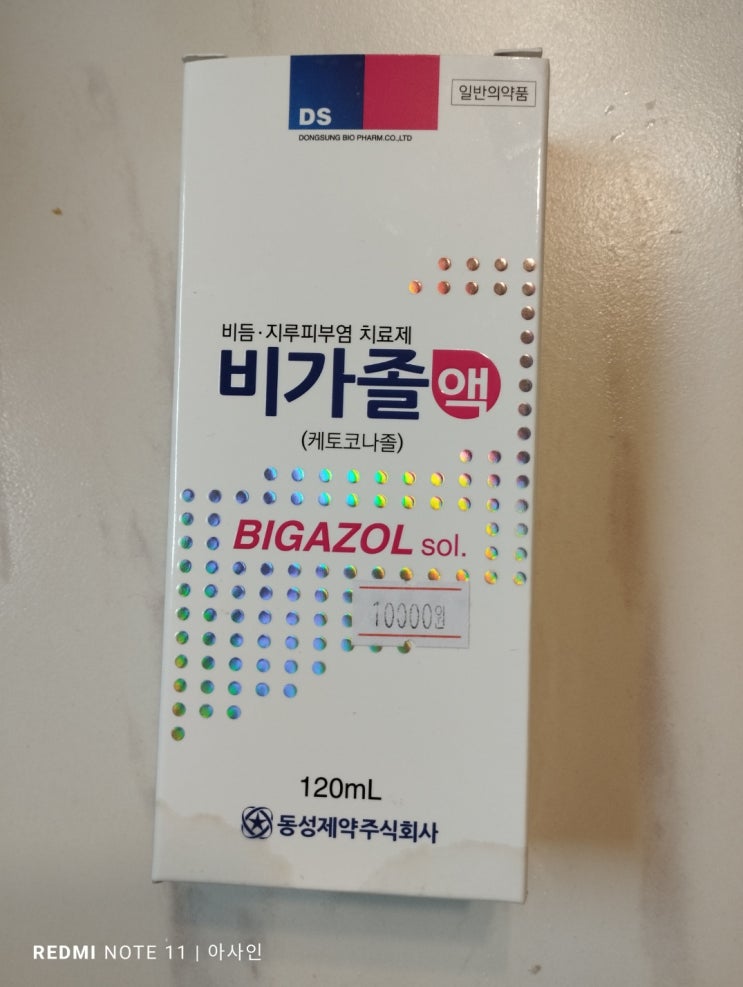 DS
DONGSUNG BIO PHARM.CO.,LTD
일반의약품
비듬·지루피부염 치료제
비가졸액
(케토코나졸)
BIGAZOL sol.
10000원
120mL
동성제약주식회사
REDMI NOTE 11 | 아사인